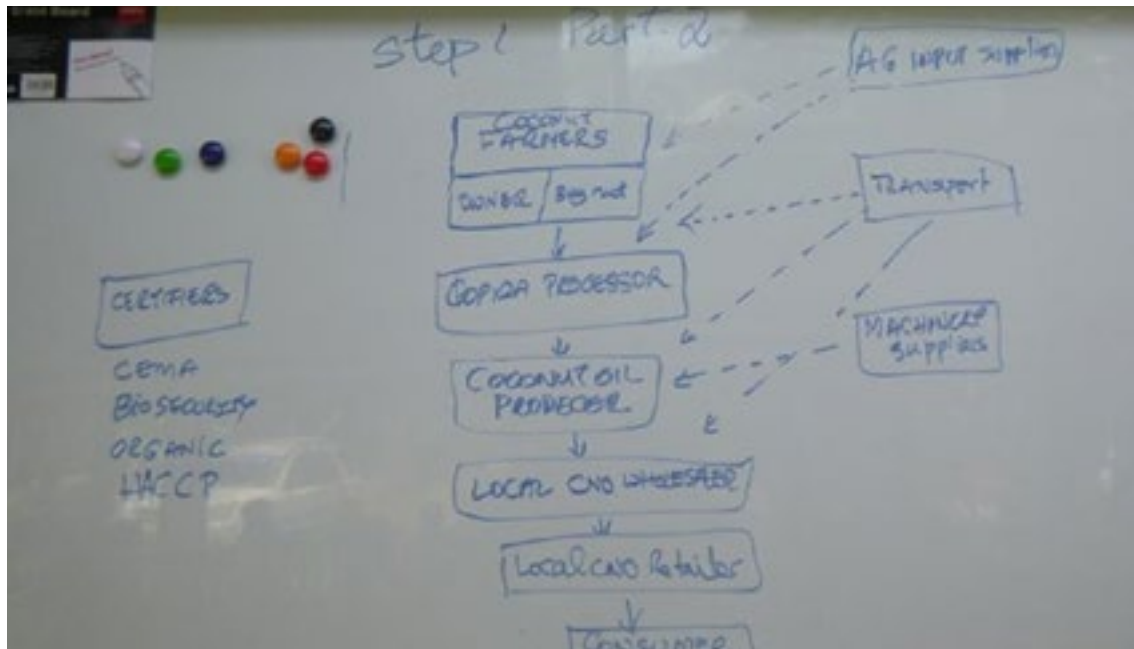 Step 1 Part 2
AG INPUT Suppliers
COCONUT
FARMERS
OWNER
TRANSPORT
CERTIFIERS
COPRA PROCESSOR
MACHINERY
Suppliers
CEMA
BIOSECURITY
ORGANIC
HACCP
COCONUT OIL
PRODUCER
LOCAL CNO WHOLESALER
Local CNO Retailer
CONSUMER